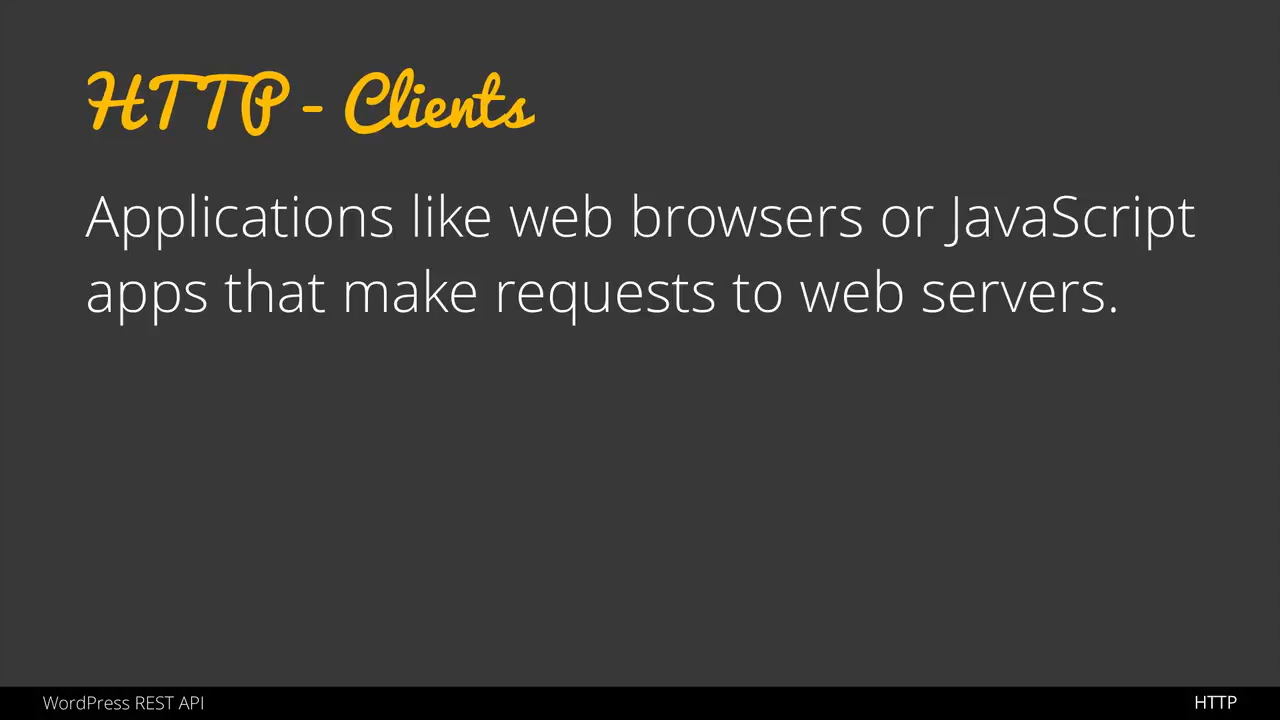 HTTP - Clients
Applications like web browsers or JavaScript
apps that make requests to web servers.
WordPress REST API
HTTP